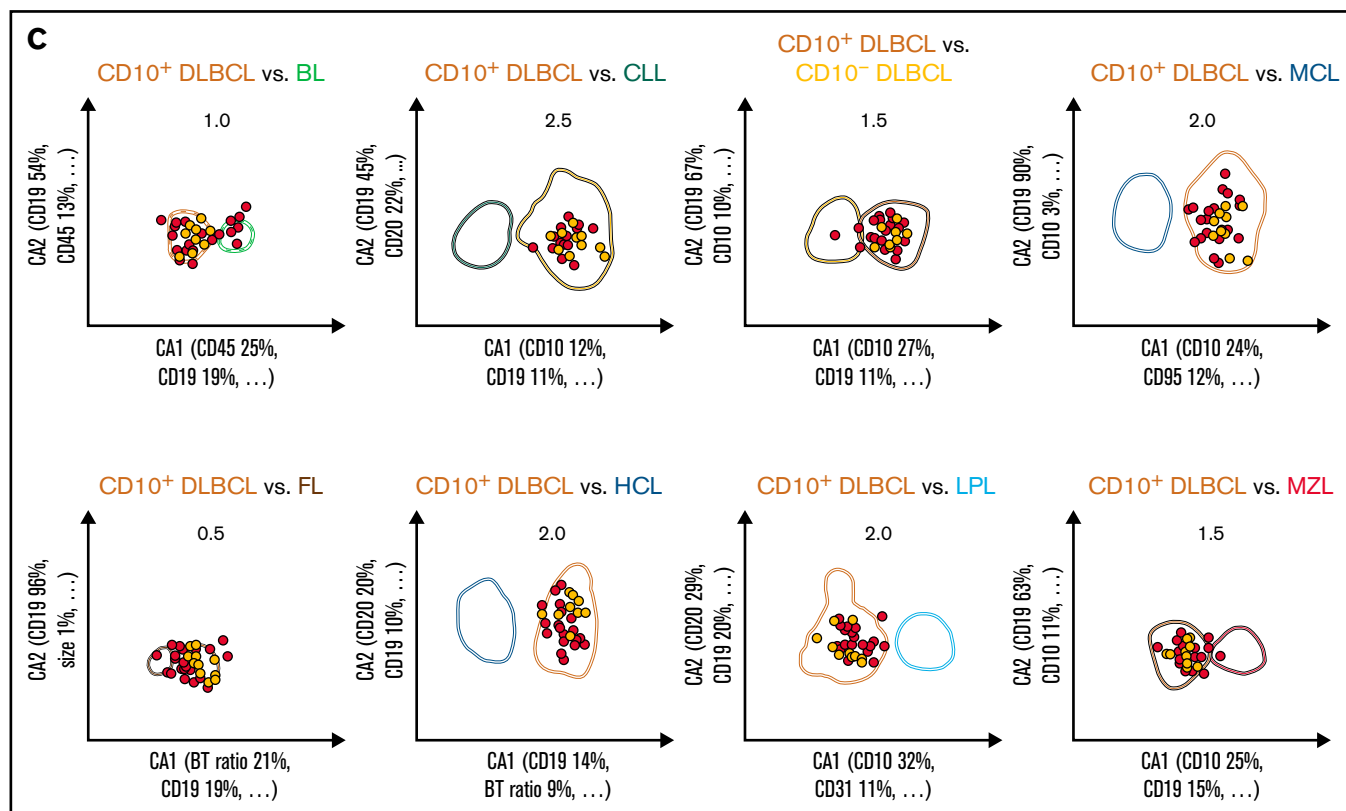 C
CD10⁺ DLBCL vs. BL
1.0
CA2 (CD19 54%,
CD45 13%, …)
CA1 (CD45 25%,
CD19 19%, …)
CD10⁺ DLBCL vs. CLL
2.5
CA2 (CD19 45%,
CD20 22%, ...)
CA1 (CD10 12%,
CD19 11%, …)
CD10⁺ DLBCL vs.
CD10⁻ DLBCL
1.5
CA2 (CD19 67%,
CD10 10%, …)
CA1 (CD10 27%,
CD19 11%, …)
CD10⁺ DLBCL vs. MCL
2.0
CA2 (CD19 90%,
CD10 3%, …)
CA1 (CD10 24%,
CD95 12%, …)
CD10⁺ DLBCL vs. FL
0.5
CA2 (CD19 96%,
size 1%, …)
CA1 (BT ratio 21%,
CD19 19%, …)
CD10⁺ DLBCL vs. HCL
2.0
CA2 (CD20 20%,
CD19 10%, …)
CA1 (CD19 14%,
BT ratio 9%, …)
CD10⁺ DLBCL vs. LPL
2.0
CA2 (CD20 29%,
CD19 20%, …)
CA1 (CD10 32%,
CD31 11%, …)
CD10⁺ DLBCL vs. MZL
1.5
CA2 (CD19 63%,
CD10 11%, …)
CA1 (CD10 25%,
CD19 15%, …)